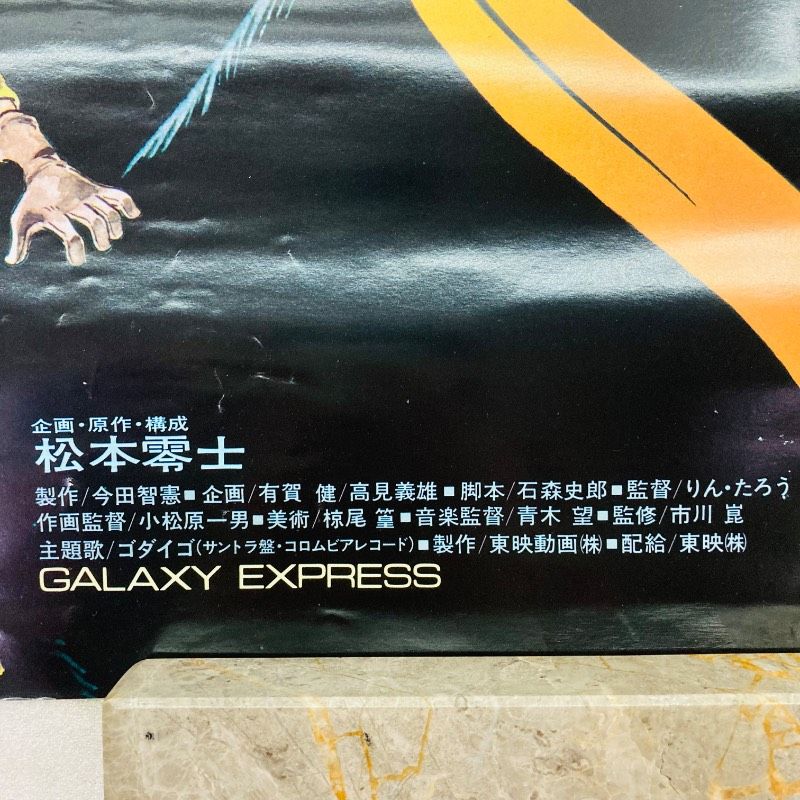 企画・原作・構成
松本零士
製作/今田智憲■企画/有賀 健/高見義雄■脚本/石森史郎■監督/りん・たろう
作画監督/小松原一男■美術/椋尾 篁■音楽監督/青木 望■監修/市川 崑
主題歌/ゴダイゴ(サントラ盤・コロムビアレコード)■製作/東映動画㈱■配給/東映㈱
GALAXY EXPRESS